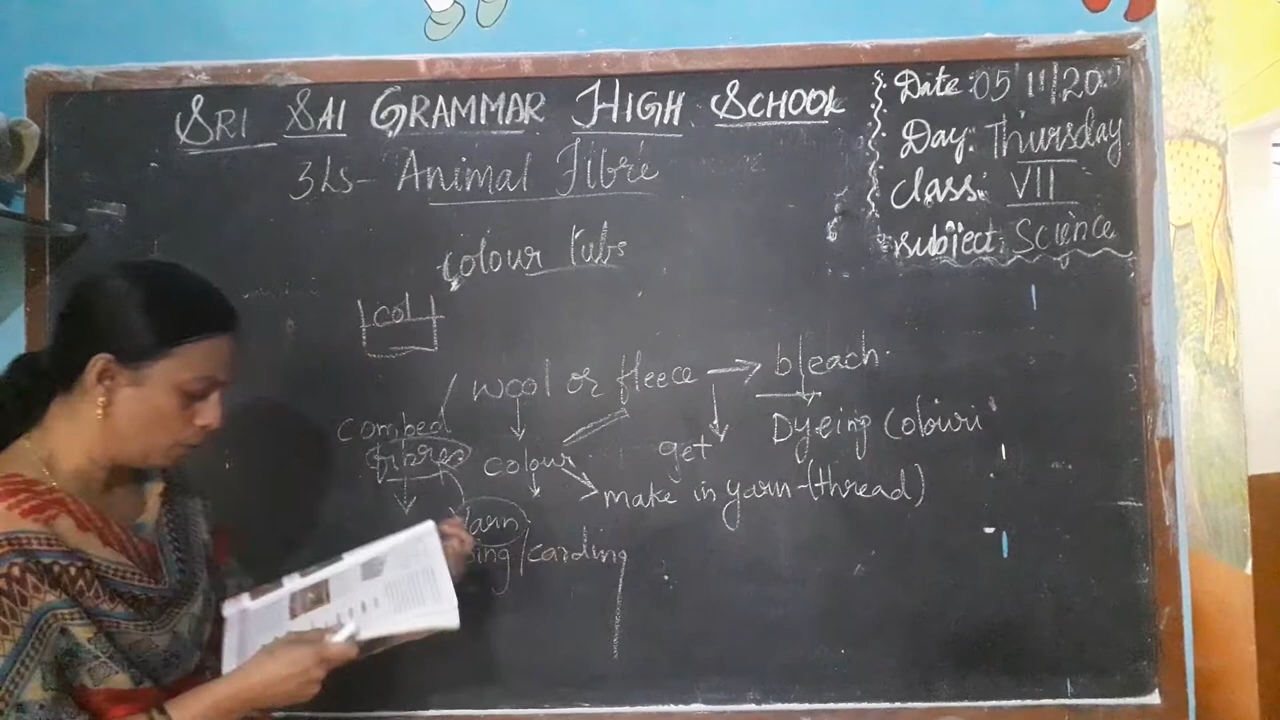 SRI SAI GRAMMAR HIGH SCHOOL
Date: 05/11/20
Day: Thursday
Class: VII
Subject: Science
3Ls- Animal Fibre
colour tubs
col
wool or fleece → bleach.
combed
fibres
colour
get
Dyeing Colouri
make in yarn-(thread)
Yarn
/carding